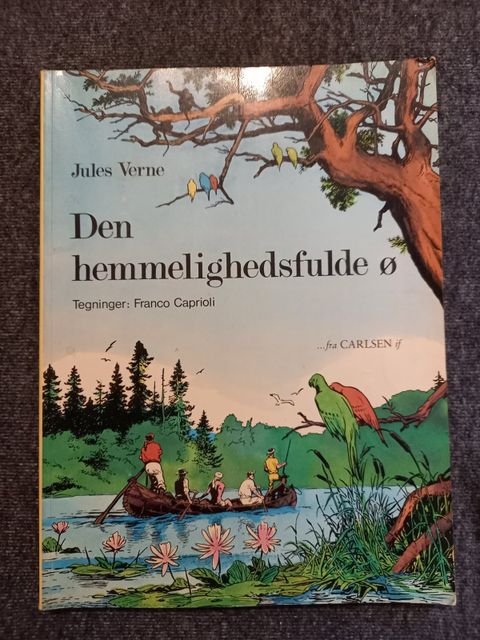 Jules Verne
Den
hemmelighedsfulde ø
Tegninger: Franco Caprioli
...fra CARLSEN if